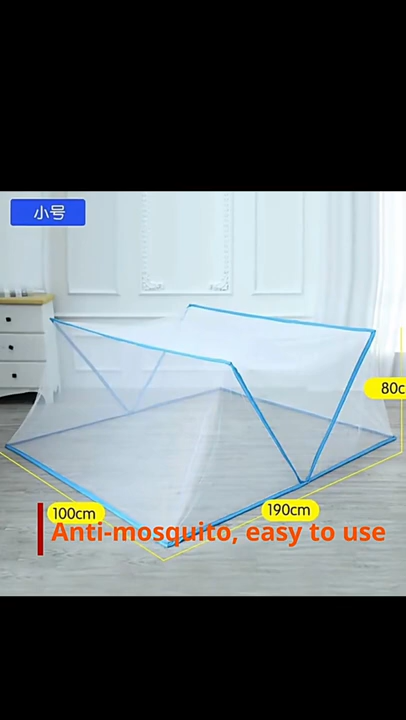 小号
80c
100cm
190cm
Anti-mosquito, easy to use